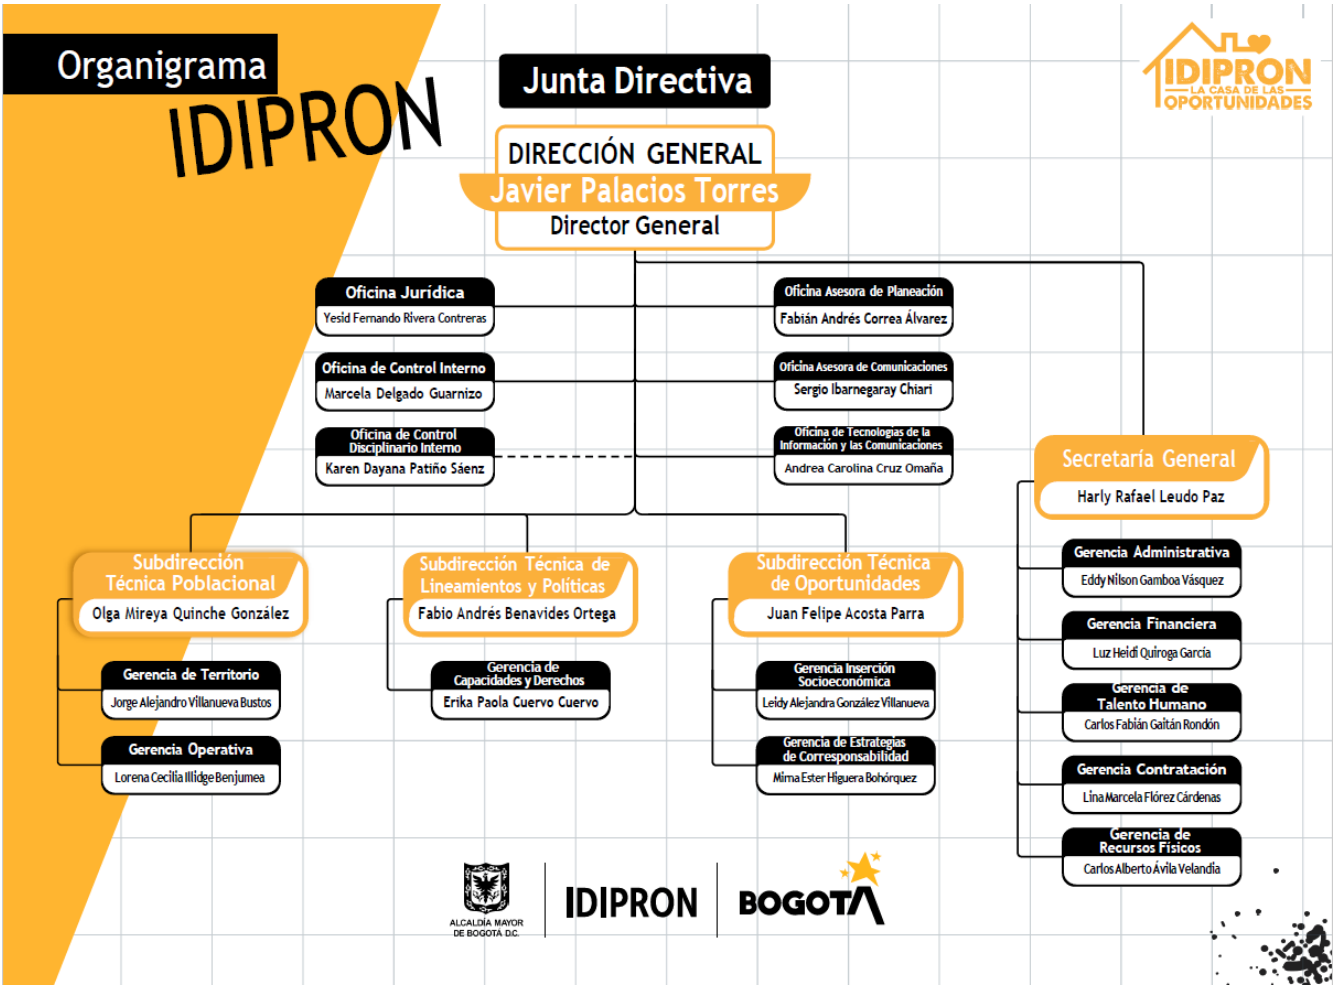 Organigrama
IDIPRON
Junta Directiva
IDIPRON
LA CASA DE LAS
OPORTUNIDADES
DIRECCIÓN GENERAL
Javier Palacios Torres
Director General
Oficina Jurídica
Yesid Fernando Rivera Contreras
Oficina Asesora de Planeación
Fabián Andrés Correa Álvarez
Oficina de Control Interno
Marcela Delgado Guarnizo
Oficina Asesora de Comunicaciones
Sergio Ibarnegaray Chiari
Oficina de Control
Disciplinario Interno
Karen Dayana Patiño Sáenz
Oficina de Tecnologías de la
Información y las Comunicaciones
Andrea Carolina Cruz Omaña
Secretaría General
Harly Rafael Leudo Paz
Gerencia Administrativa
Eddy Nilson Gamboa Vásquez
Gerencia Financiera
Luz Heidi Quiroga García
Gerencia de
Talento Humano
Carlos Fabián Gaitán Rondón
Gerencia Contratación
Lina Marcela Flórez Cárdenas
Gerencia de
Recursos Físicos
Carlos Alberto Ávila Velandia
Subdirección
Técnica Poblacional
Olga Mireya Quinche González
Gerencia de Territorio
Jorge Alejandro Villanueva Bustos
Gerencia Operativa
Lorena Cecilia Illidge Benjumea
Subdirección Técnica de
Lineamientos y Políticas
Fabio Andrés Benavides Ortega
Gerencia de
Capacidades y Derechos
Erika Paola Cuervo Cuervo
Subdirección Técnica
de Oportunidades
Juan Felipe Acosta Parra
Gerencia Inserción
Socioeconómica
Leidy Alejandra González Villanueva
Gerencia de Estrategias
de Corresponsabilidad
Mirna Ester Higuera Bohórquez
ALCALDÍA MAYOR
DE BOGOTÁ D.C.
IDIPRON
BOGOTÁ